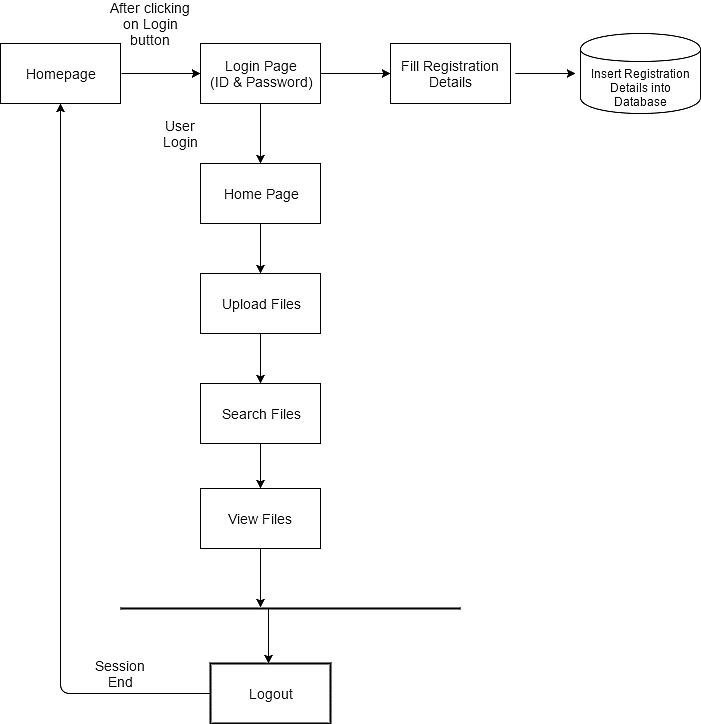 After clicking
on Login
button
Homepage
Login Page
(ID & Password)
Fill Registration
Details
Insert Registration
Details into
Database
User
Login
Home Page
Upload Files
Search Files
View Files
Session
End
Logout